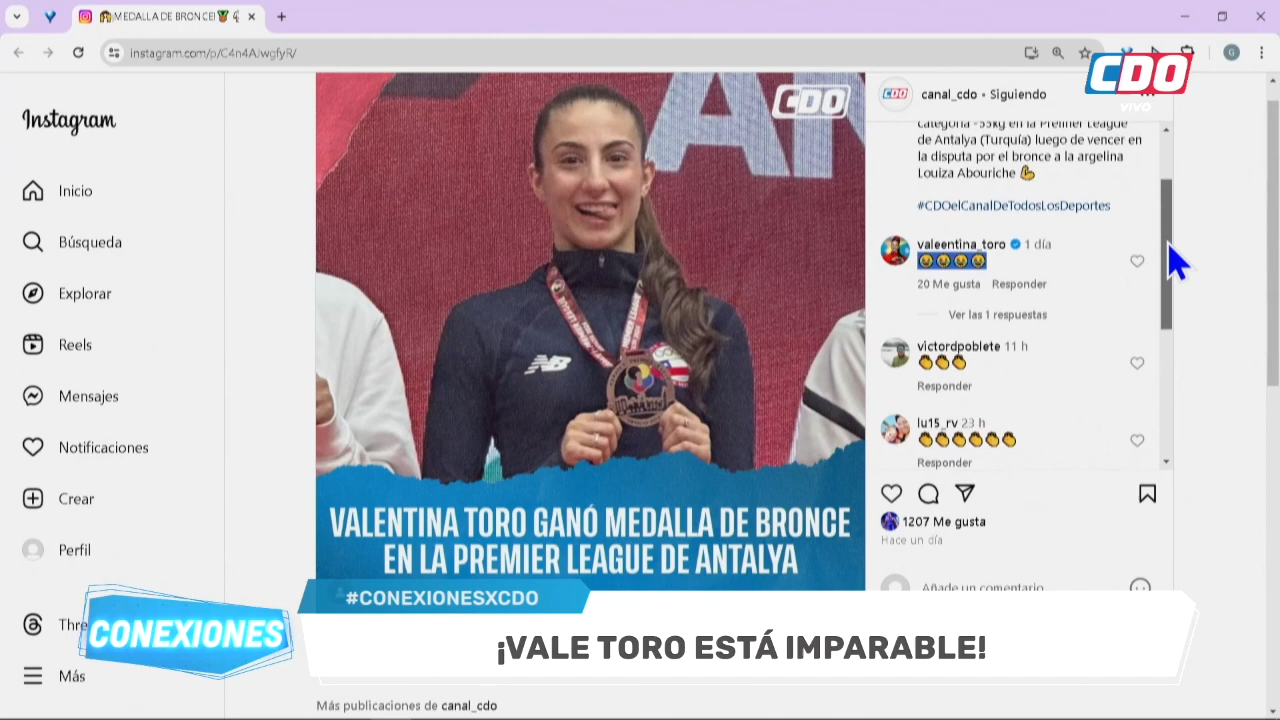 MEDALLA DE BRONCE!
instagram.com/p/C4n4AJwgfyR/
G
CDO
VIVO
Instagram
Inicio
Búsqueda
Explorar
Reels
Mensajes
Notificaciones
Crear
Perfil
Thre
Más
CDO
AN
VALENTINA TORO GANÓ MEDALLA DE BRONCE
EN LA PREMIER LEAGUE DE ANTALYA
CDO
canal_cdo • Siguiendo
categoría -55kg en la Premier League
de Antalya (Turquía) luego de vencer en
la disputa por el bronce a la argelina
Louiza Abouriche
#CDOelCanalDeTodosLosDeportes
valeentina_toro 1 día
20 Me gusta Responder
Ver las 1 respuestas
victordpoblete 11 h
Responder
lu15_rv 23 h
Responder
1207 Me gusta
Hace un día
Añade un comentario
#CONEXIONESXCDO
CONEXIONES
¡VALE TORO ESTÁ IMPARABLE!
Más publicaciones de canal_cdo